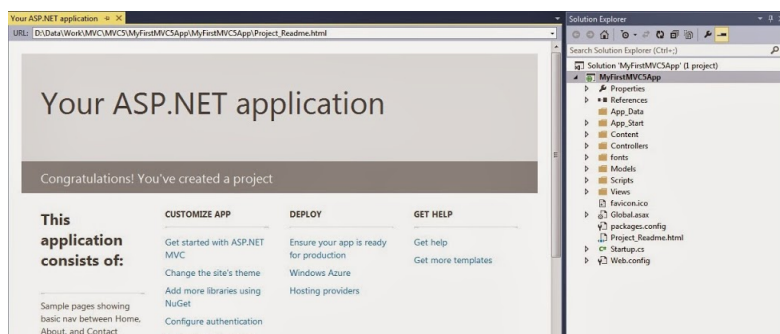 Your ASP.NET application
URL: D:\Data\Work\MVC\MVC5\MyFirstMVC5App\MyFirstMVC5App\Project_Readme.html
Your ASP.NET application
Congratulations! You've created a project
This
application
consists of:
Sample pages showing
basic nav between Home,
About, and Contact
CUSTOMIZE APP
Get started with ASP.NET
MVC
Change the site's theme
Add more libraries using
NuGet
Configure authentication
DEPLOY
Ensure your app is ready
for production
Windows Azure
Hosting providers
GET HELP
Get help
Get more templates
Solution Explorer
Search Solution Explorer (Ctrl+;)
Solution 'MyFirstMVC5App' (1 project)
MyFirstMVC5App
Properties
References
App_Data
App_Start
Content
Controllers
fonts
Models
Scripts
Views
favicon.ico
Global.asax
packages.config
Project_Readme.html
Startup.cs
Web.config